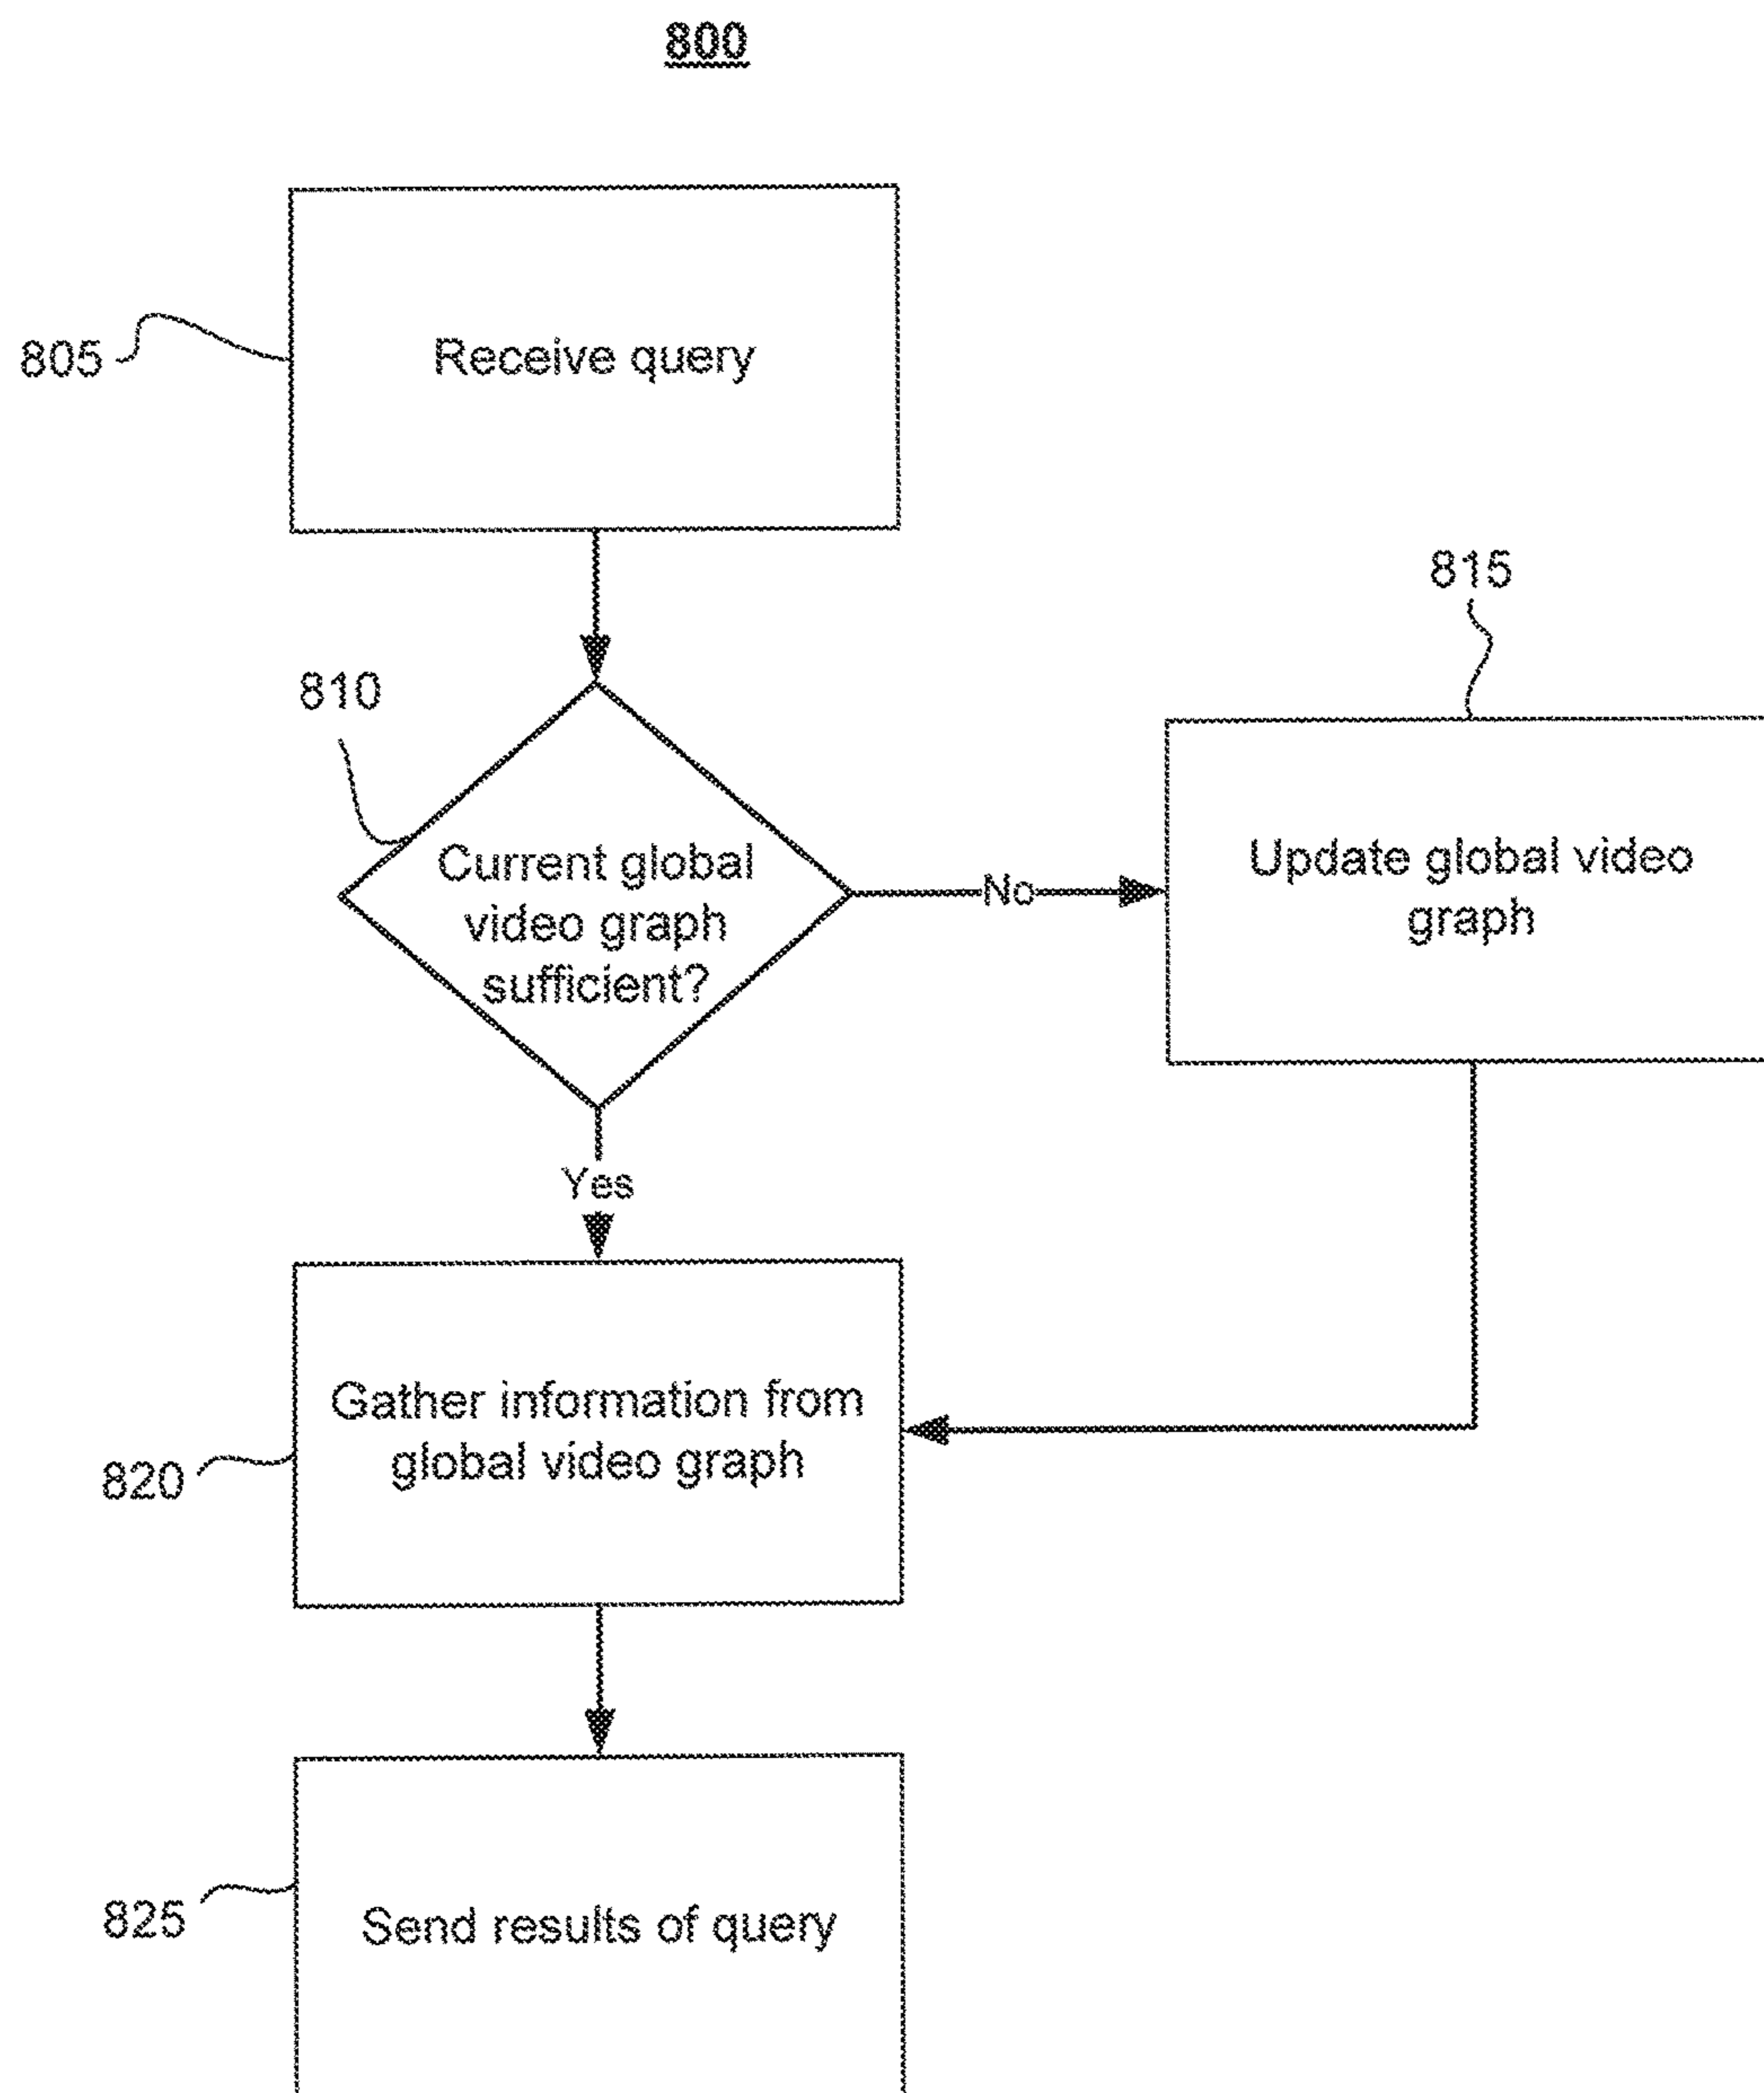 800
805
Receive query
810
Current global
video graph
sufficient?
No
815
Update global video
graph
Yes
820
Gather information from
global video graph
825
Send results of query